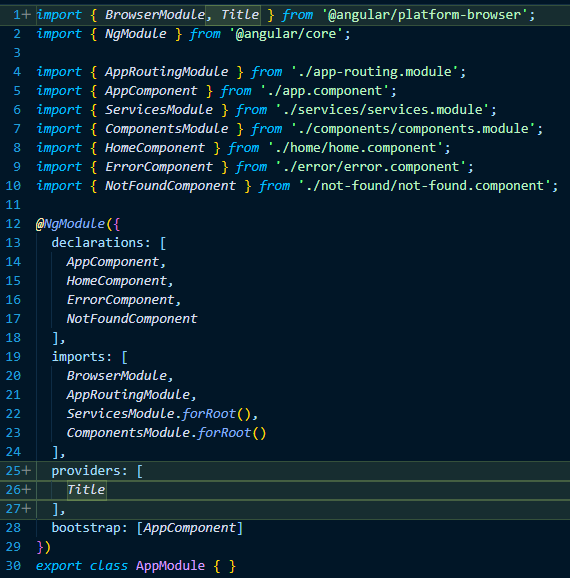 1+ import { BrowserModule, Title } from '@angular/platform-browser';
2 import { NgModule } from '@angular/core';
3
4 import { AppRoutingModule } from './app-routing.module';
5 import { AppComponent } from './app.component';
6 import { ServicesModule } from './services/services.module';
7 import { ComponentsModule } from './components/components.module';
8 import { HomeComponent } from './home/home.component';
9 import { ErrorComponent } from './error/error.component';
10 import { NotFoundComponent } from './not-found/not-found.component';
11
12 @NgModule({
13   declarations: [
14     AppComponent,
15     HomeComponent,
16     ErrorComponent,
17     NotFoundComponent
18   ],
19   imports: [
20     BrowserModule,
21     AppRoutingModule,
22     ServicesModule.forRoot(),
23     ComponentsModule.forRoot()
24   ],
25+   providers: [
26+     Title
27+   ],
28   bootstrap: [AppComponent]
29 })
30 export class AppModule { }